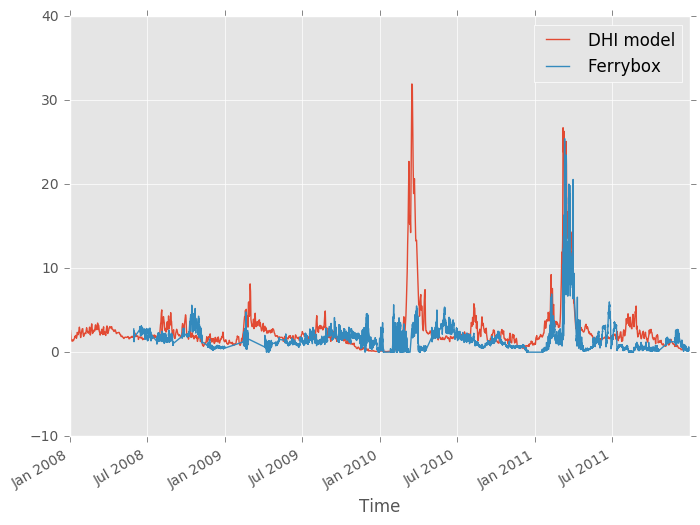 40
30
20
10
0
−10
DHI model
Ferrybox
Jan 2008
Jul 2008
Jan 2009
Jul 2009
Jan 2010
Jul 2010
Jan 2011
Jul 2011
Time